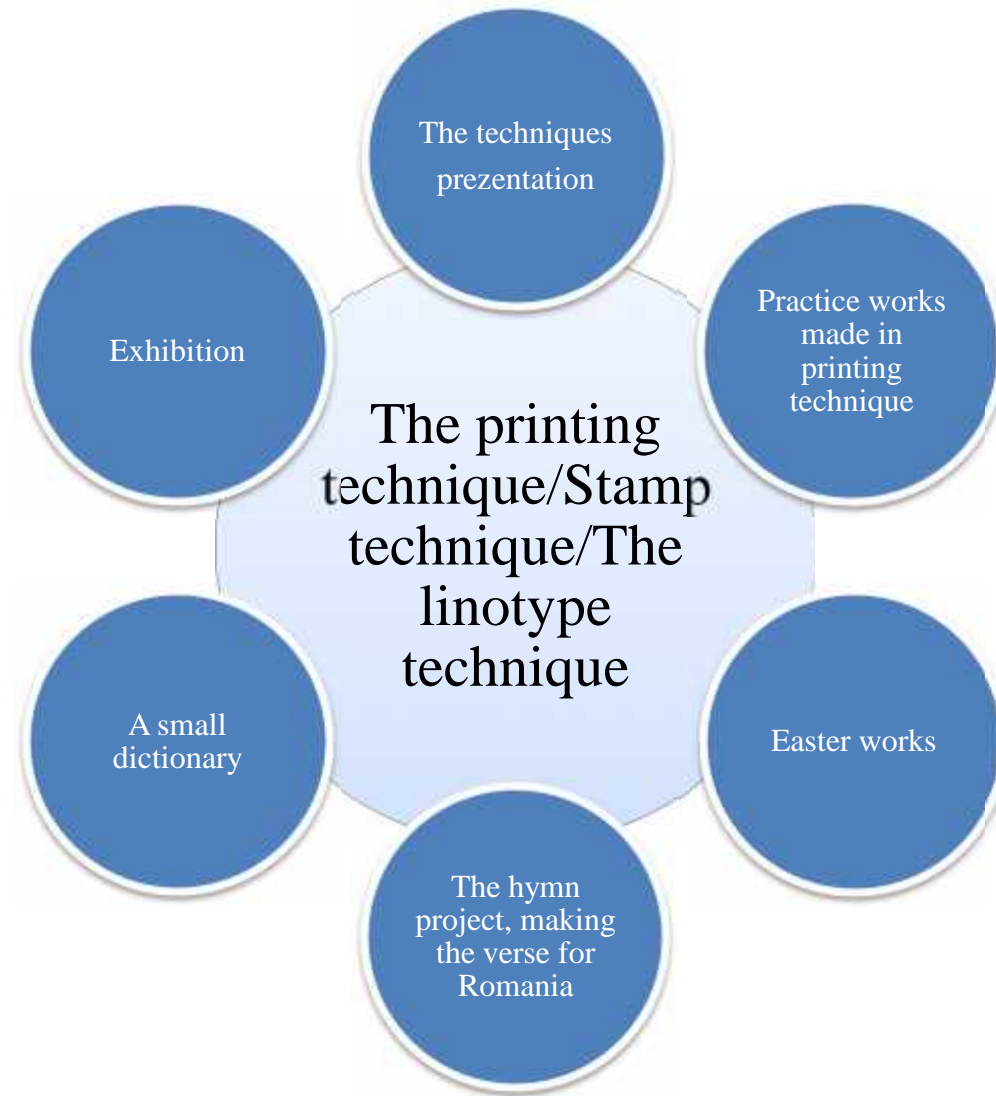 The techniques
prezentation
Practice works
made in
printing
technique
Easter works
The hymn
project, making
the verse for
Romania
A small
dictionary
Exhibition
The printing
technique/Stamp
technique/The
linotype
technique